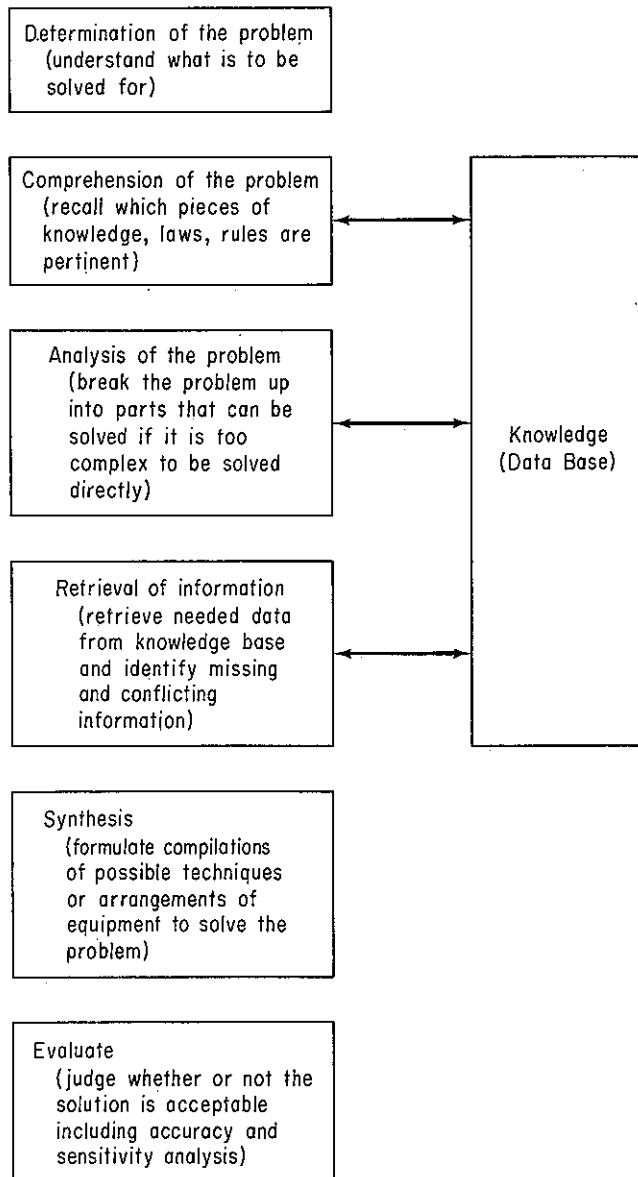 Determination of the problem
(understand what is to be
solved for)
Comprehension of the problem
(recall which pieces of
knowledge, laws, rules are
pertinent)
Analysis of the problem
(break the problem up
into parts that can be
solved if it is too
complex to be solved
directly)
Knowledge
(Data Base)
Retrieval of information
(retrieve needed data
from knowledge base
and identify missing
and conflicting
information)
Synthesis
(formulate compilations
of possible techniques
or arrangements of
equipment to solve the
problem)
Evaluate
(judge whether or not the
solution is acceptable
including accuracy and
sensitivity analysis)